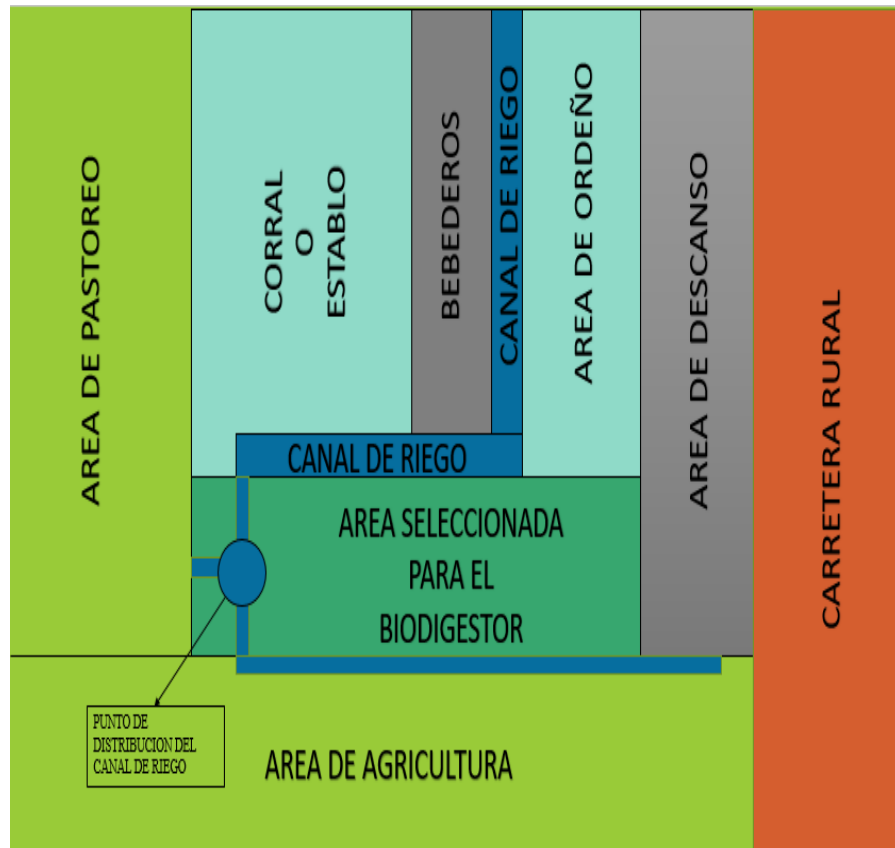 AREA DE PASTOREO
CORRAL
O
ESTABLO
BEBEDEROS
CANAL DE RIEGO
AREA DE ORDEÑO
AREA DE DESCANSO
CARRETERA RURAL
CANAL DE RIEGO
AREA SELECCIONADA
PARA EL
BIODIGESTOR
PUNTO DE
DISTRIBUCION DEL
CANAL DE RIEGO
AREA DE AGRICULTURA